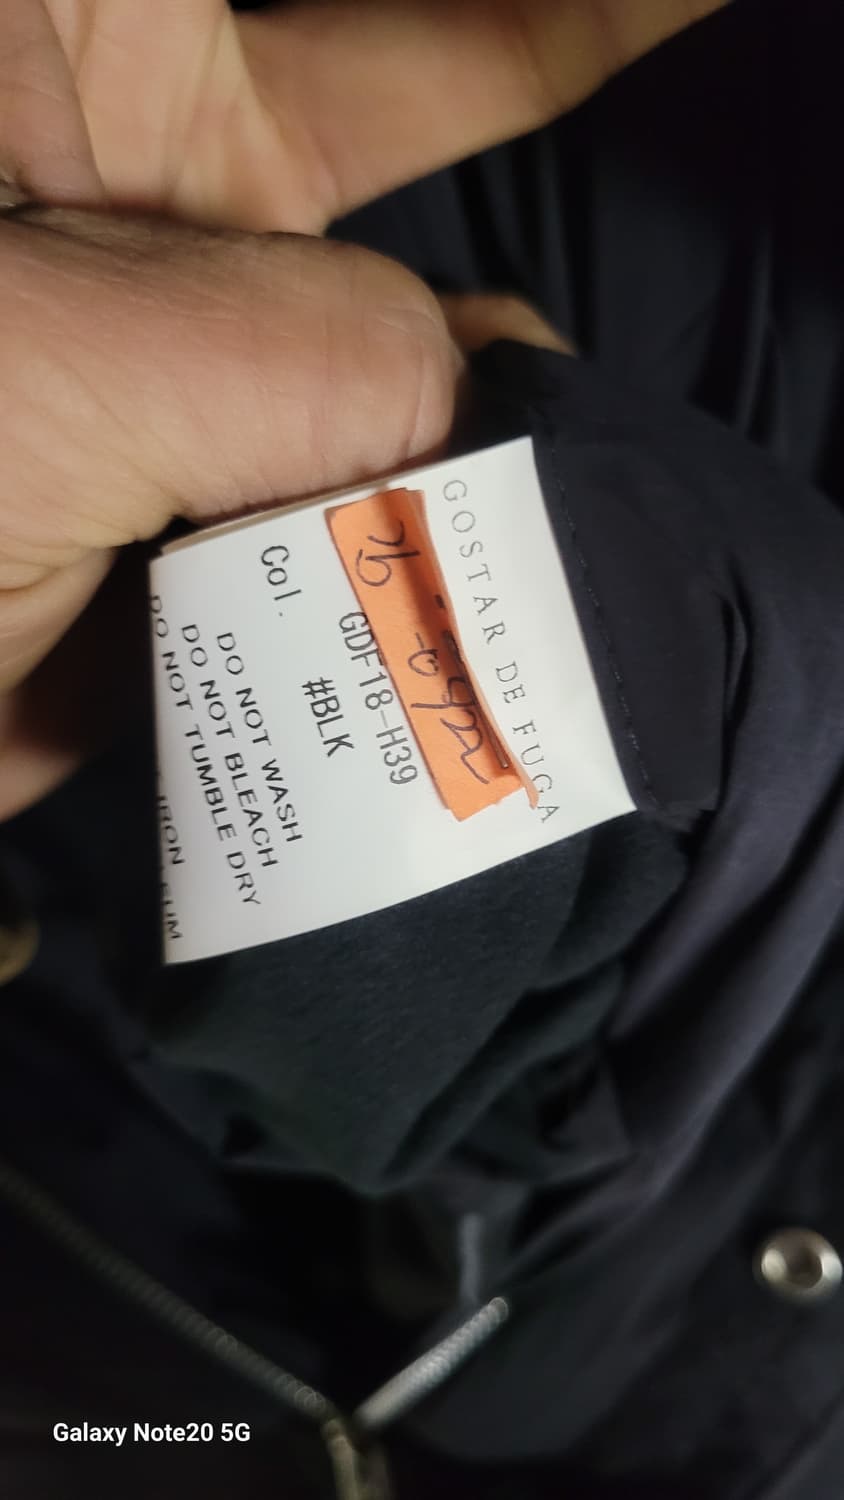 GOSTAR DE FUGA
GDF18-H39
Col. #BLK
DO NOT WASH
DO NOT BLEACH
DO NOT TUMBLE DRY
IRON
Galaxy Note20 5G